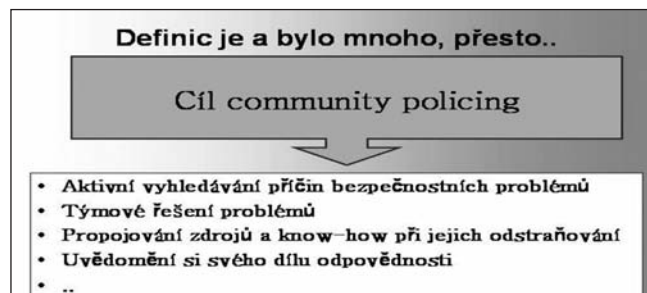 Definic je a bylo mnoho, přesto..
Cíl community policing
• Aktivní vyhledávání příčin bezpečnostních problémů
• Týmové řešení problémů
• Propojování zdrojů a know-how při jejich odstraňování
• Uvědomění si svého dílu odpovědnosti
• ..